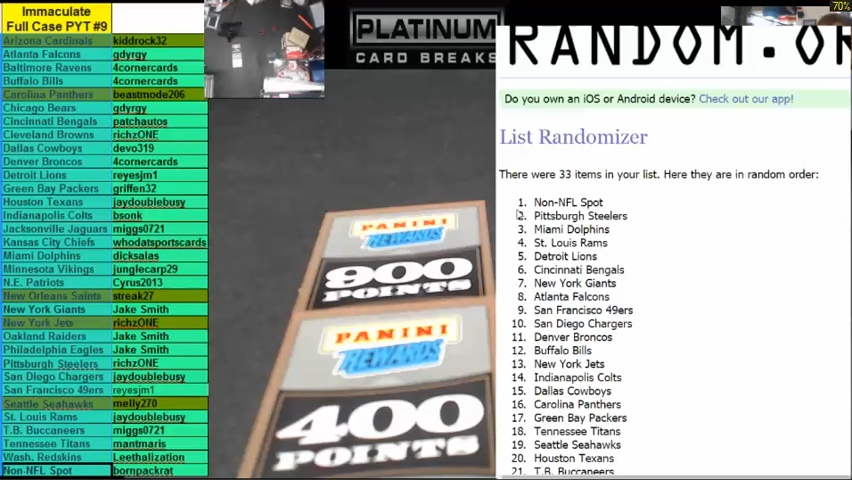 Immaculate
Full Case PYT #9
Arizona Cardinals kiddrock32
Atlanta Falcons gdyrgy
Baltimore Ravens 4cornercards
Buffalo Bills 4cornercards
Carolina Panthers beastmode206
Chicago Bears gdyrgy
Cincinnati Bengals patchautos
Cleveland Browns richzONE
Dallas Cowboys devo319
Denver Broncos 4cornercards
Detroit Lions reyesjm1
Green Bay Packers griffen32
Houston Texans jaydoublebusy
Indianapolis Colts bsonk
Jacksonville Jaguars miggs0721
Kansas City Chiefs whodatsportscards
Miami Dolphins dicksalas
Minnesota Vikings junglecarp29
N.E. Patriots Cyrus2013
New Orleans Saints streak27
New York Giants Jake Smith
New York Jets richzONE
Oakland Raiders Jake Smith
Philadelphia Eagles Jake Smith
Pittsburgh Steelers richzONE
San Diego Chargers jaydoublebusy
San Francisco 49ers reyesjm1
Seattle Seahawks melly270
St. Louis Rams jaydoublebusy
T.B. Buccaneers miggs0721
Tennessee Titans mantmaris
Wash. Redskins Leethalization
Non-NFL Spot bornpackrat
PLATINUM
CARD BREAKS
PANINI
REWARDS
900
POINTS
PANINI
REWARDS
400
POINTS
70%
RANDOM.OR
Do you own an iOS or Android device? Check out our app!
List Randomizer
There were 33 items in your list. Here they are in random order:
1. Non-NFL Spot
2. Pittsburgh Steelers
3. Miami Dolphins
4. St. Louis Rams
5. Detroit Lions
6. Cincinnati Bengals
7. New York Giants
8. Atlanta Falcons
9. San Francisco 49ers
10. San Diego Chargers
11. Denver Broncos
12. Buffalo Bills
13. New York Jets
14. Indianapolis Colts
15. Dallas Cowboys
16. Carolina Panthers
17. Green Bay Packers
18. Tennessee Titans
19. Seattle Seahawks
20. Houston Texans
21. T.B. Buccaneers